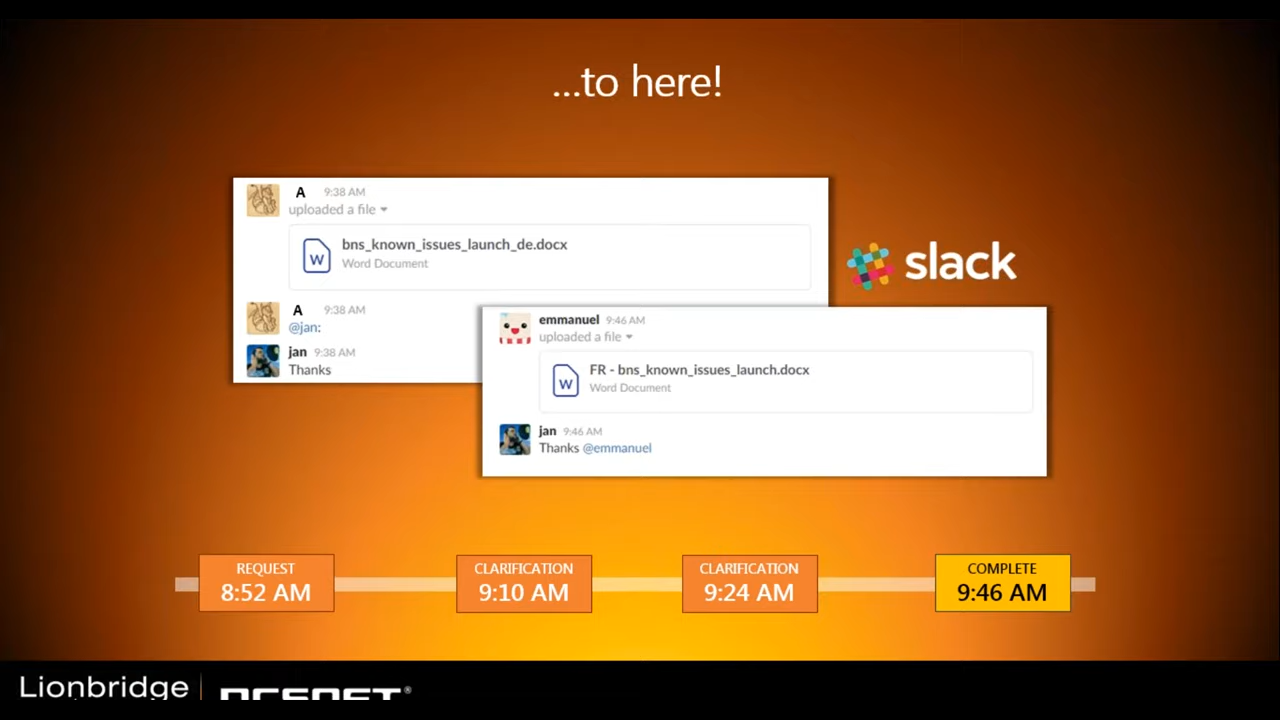 ...to here!
A 9:38 AM
uploaded a file
bns_known_issues_launch_de.docx
W
Word Document
A 9:38 AM
@jan:
jan 9:38 AM
Thanks
slack
emmanuel 9:46 AM
uploaded a file
FR - bns_known_issues_launch.docx
W
Word Document
jan 9:46 AM
Thanks @emmanuel
REQUEST
8:52 AM
CLARIFICATION
9:10 AM
CLARIFICATION
9:24 AM
COMPLETE
9:46 AM
Lionbridge